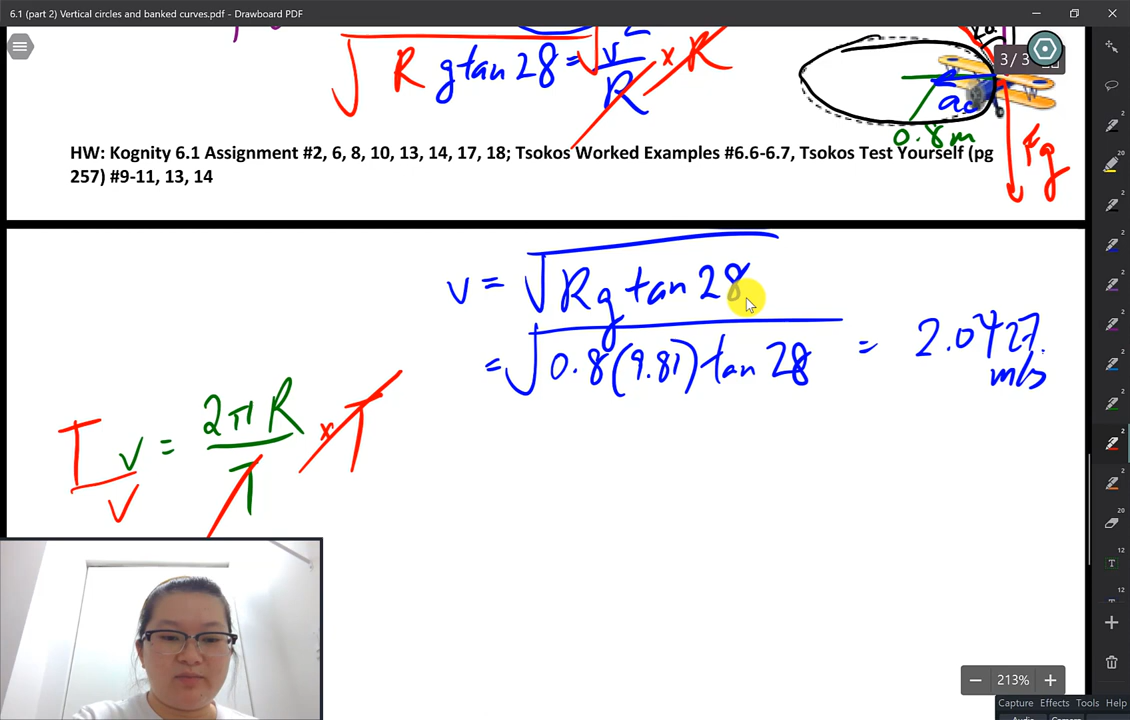 6.1 (part 2) Vertical circles and banked curves.pdf - Drawboard PDF
3/3
√R g tan 28 = √v²/R × R
ac
0.8m
Fg
HW: Kognity 6.1 Assignment #2, 6, 8, 10, 13, 14, 17, 18; Tsokos Worked Examples #6.6-6.7, Tsokos Test Yourself (pg
257) #9-11, 13, 14
v = √Rg tan 28
= √0.8(9.81) tan 28 = 2.0427.
m/s
T v = 2πR / T × T
v
213%
Capture Effects Tools Help